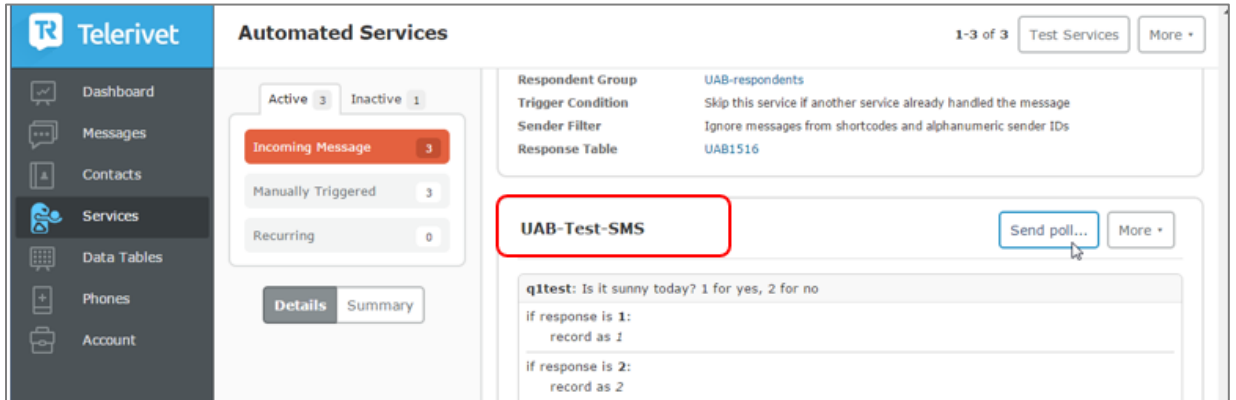 TR Telerivet
Automated Services
1-3 of 3 Test Services More
Dashboard
Messages
Contacts
Services
Data Tables
Phones
Account
Active 3 Inactive 1
Incoming Message 3
Manually Triggered 3
Recurring 0
Details Summary
Respondent Group UAB-respondents
Trigger Condition Skip this service if another service already handled the message
Sender Filter Ignore messages from shortcodes and alphanumeric sender IDs
Response Table UAB1516
UAB-Test-SMS
Send poll... More
q1test: Is it sunny today? 1 for yes, 2 for no
if response is 1:
record as 1
if response is 2:
record as 2